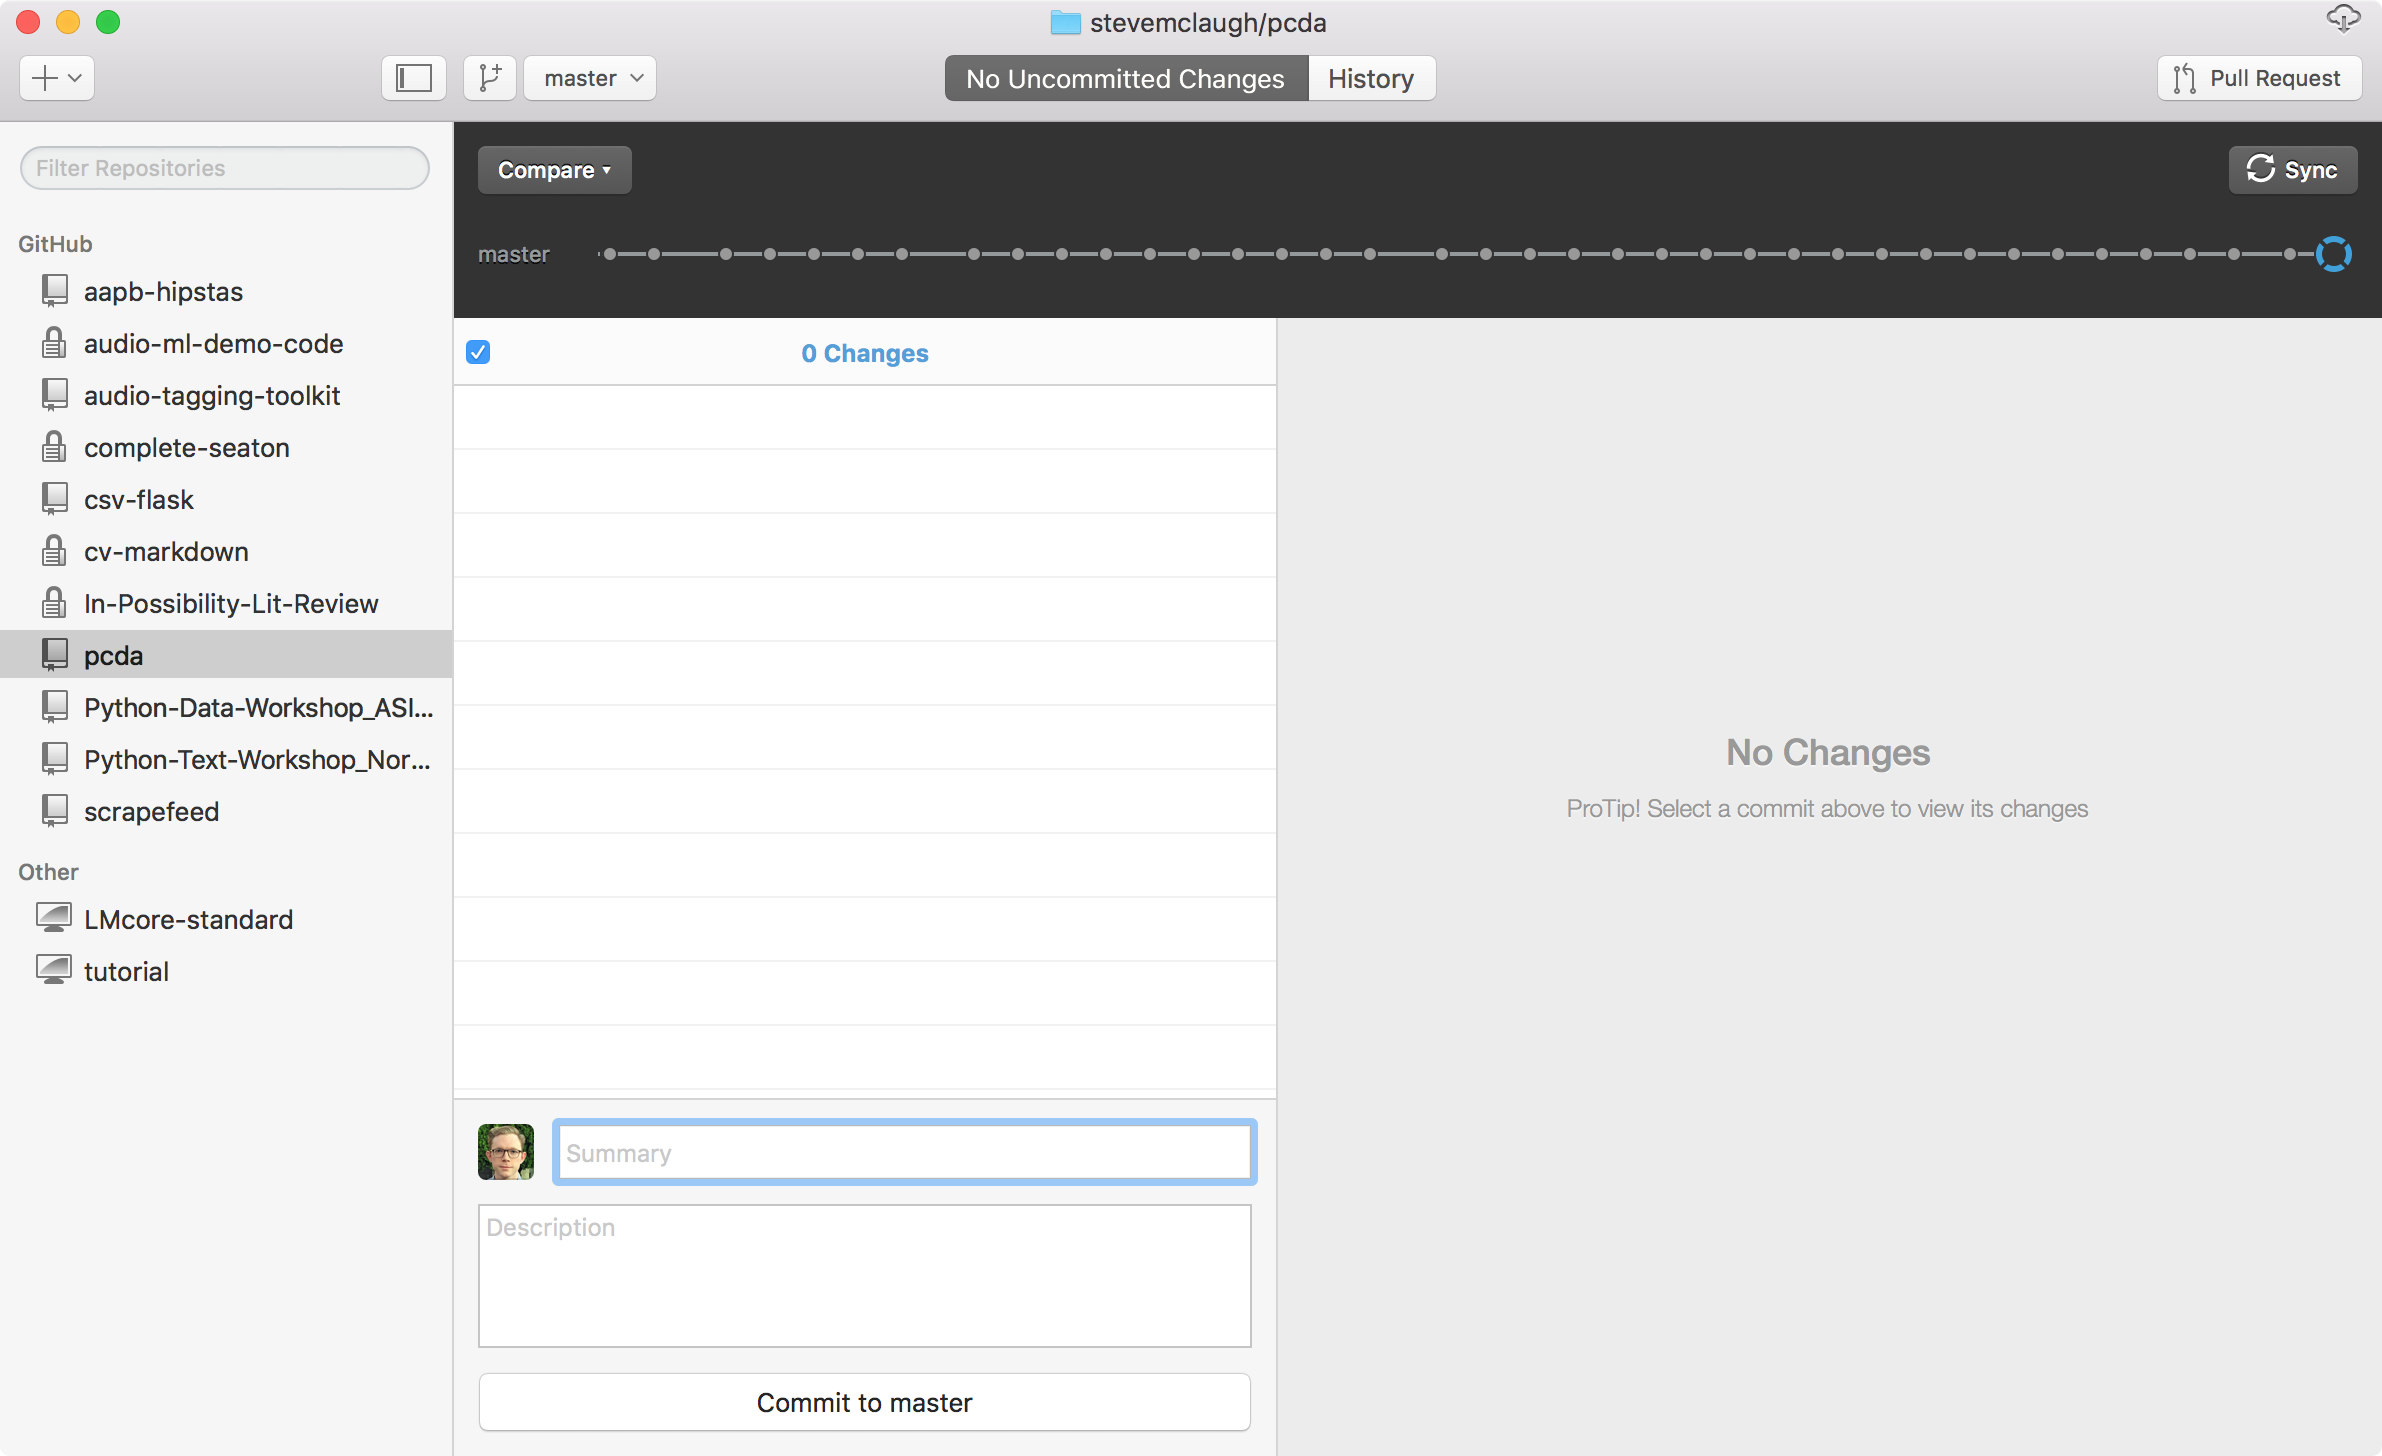 stevemclaugh/pcda
master
No Uncommitted Changes
History
Pull Request
Filter Repositories
GitHub
aapb-hipstas
audio-ml-demo-code
audio-tagging-toolkit
complete-seaton
csv-flask
cv-markdown
In-Possibility-Lit-Review
pcda
Python-Data-Workshop_ASI...
Python-Text-Workshop_Nor...
scrapefeed
Other
LMcore-standard
tutorial
Compare
Sync
master
0 Changes
No Changes
ProTip! Select a commit above to view its changes
Summary
Description
Commit to master